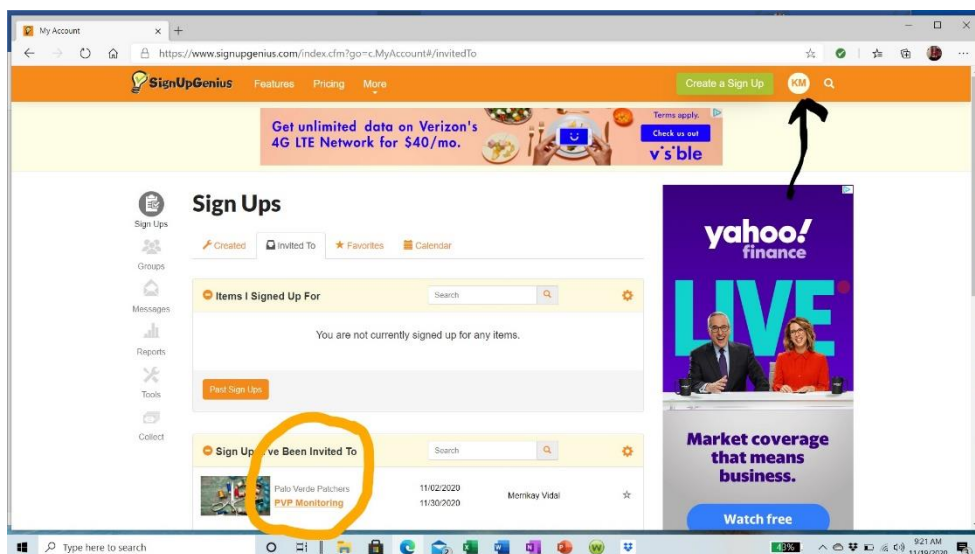 My Account
https://www.signupgenius.com/index.cfm?go=c.MyAccount#/invitedTo
SignUpGenius Features Pricing More Create a Sign Up KM
Get unlimited data on Verizon's
4G LTE Network for $40/mo.
Terms apply.
Check us out
visible
Sign Ups
Sign Ups
Created Invited To Favorites Calendar
Groups
Messages
Reports
Tools
Collect
Items I Signed Up For Search
You are not currently signed up for any items.
Past Sign Ups
Sign Up 've Been Invited To Search
Palo Verde Patchers
PVP Monitoring
11/02/2020
11/30/2020
Merrikay Vidal
yahoo!
finance
LIVE
Market coverage
that means
business.
Watch free
Type here to search
43%
9:21 AM
11/19/2020